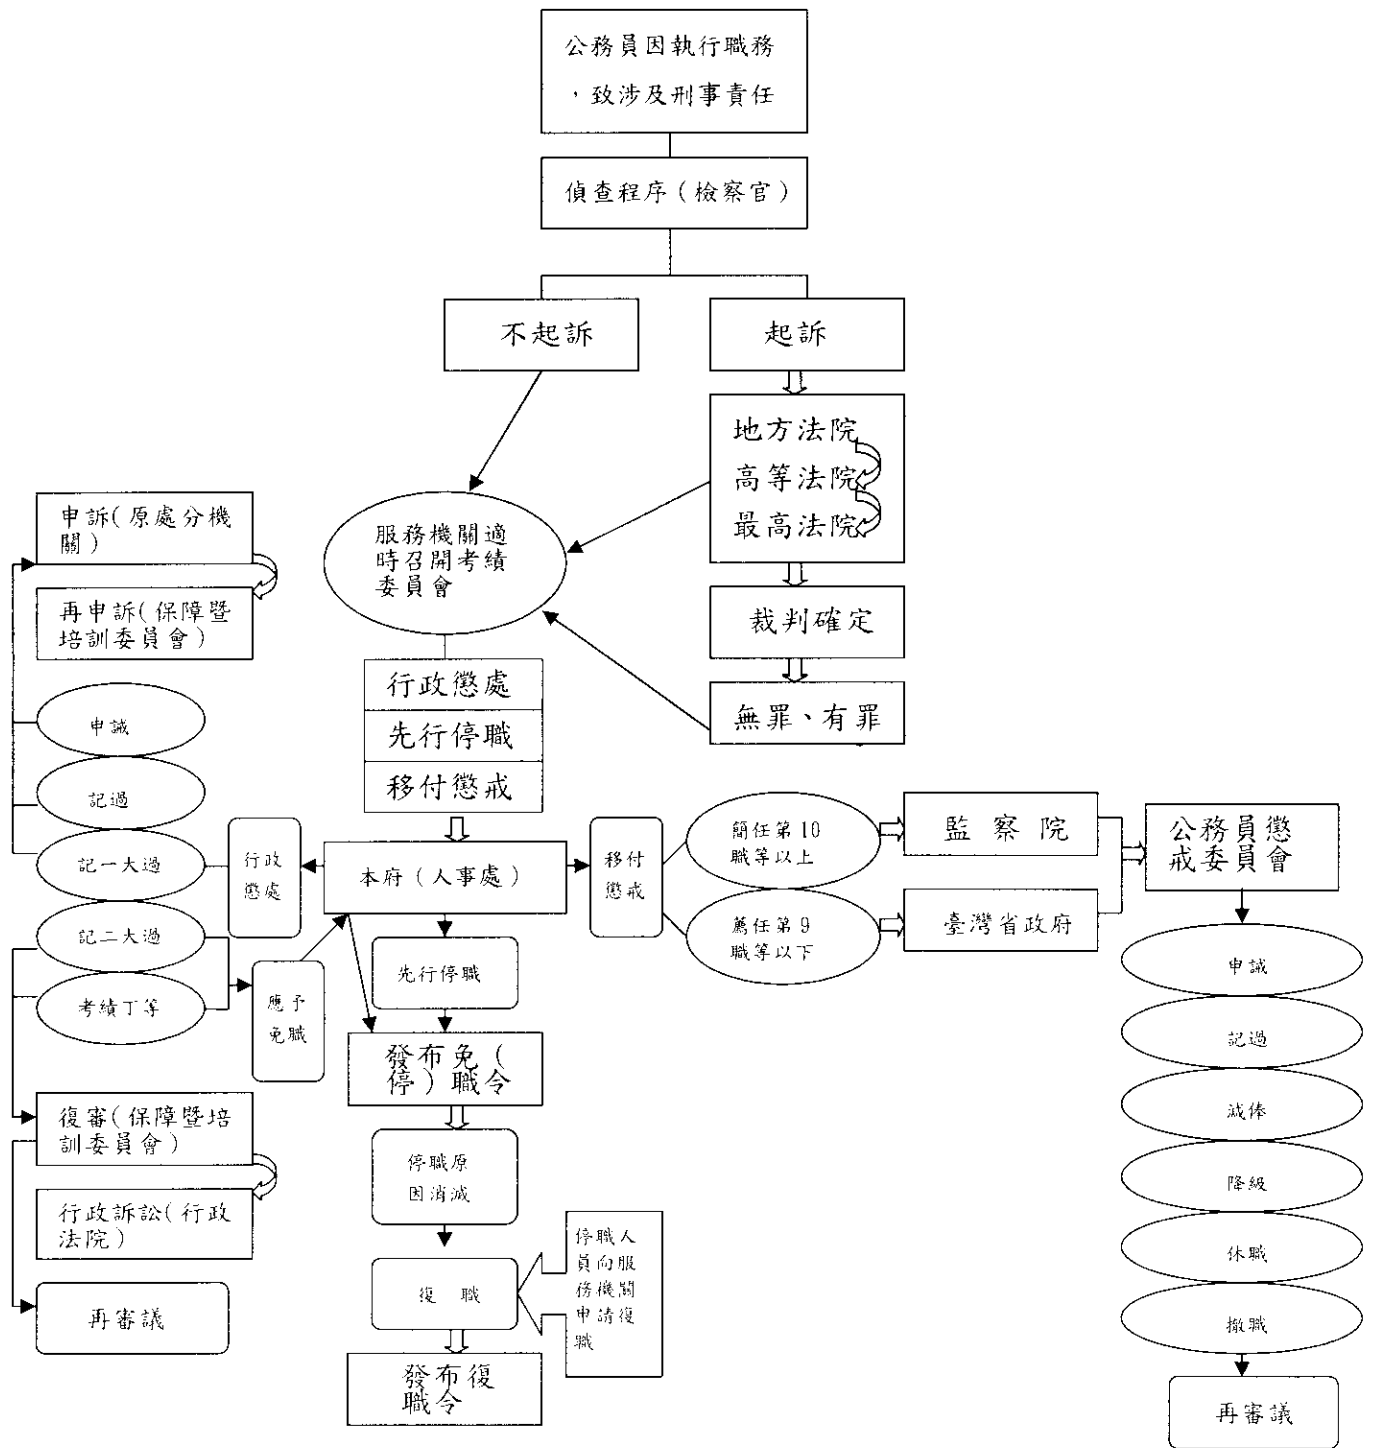 公務員因執行職務
，致涉及刑事責任
偵查程序（檢察官）
不起訴
起訴
地方法院
高等法院
最高法院
裁判確定
無罪、有罪
服務機關適
時召開考績
委員會
行政懲處
先行停職
移付懲戒
本府（人事處）
申訴（原處分機
關）
再申訴（保障暨
培訓委員會）
申誡
記過
記一大過
記二大過
考績丁等
行政
懲處
應予
免職
復審（保障暨培
訓委員會）
行政訴訟（行政
法院）
再審議
先行停職
發布免（
停）職令
停職原
因消滅
復　職
停職人
員向服
務機關
申請復
職
發布復
職令
移付
懲戒
簡任第10
職等以上
薦任第9
職等以下
監察院
臺灣省政府
公務員懲
戒委員會
申誡
記過
減俸
降級
休職
撤職
再審議